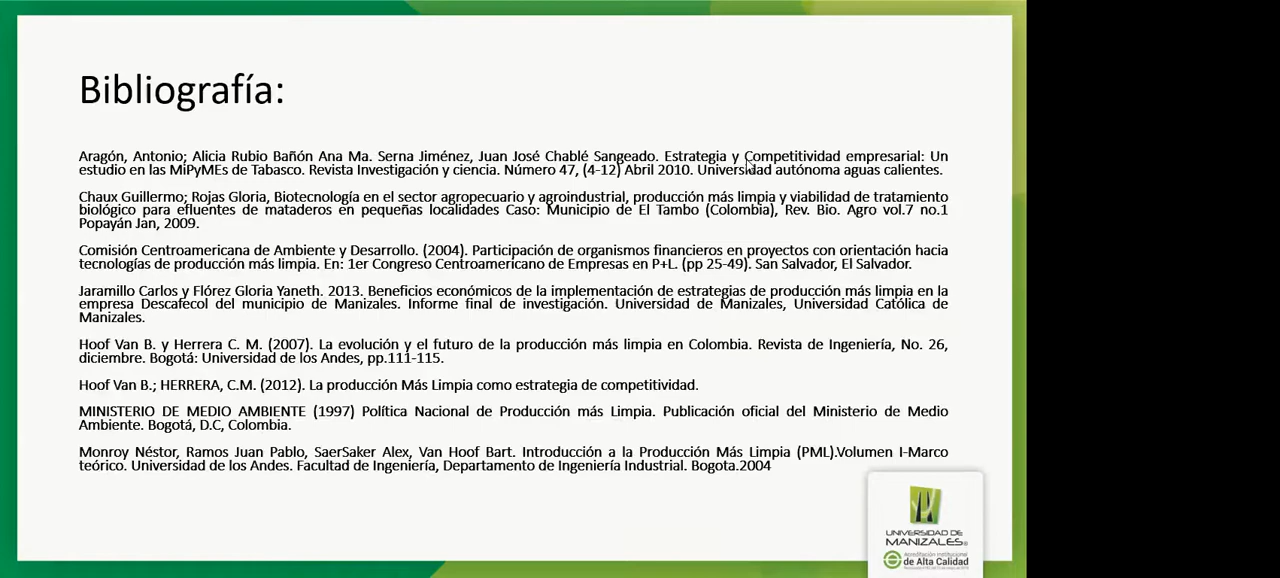 Bibliografía:
Aragón, Antonio; Alicia Rubio Bañón Ana Ma. Serna Jiménez, Juan José Chablé Sangeado. Estrategia y Competitividad empresarial: Un
estudio en las MiPyMEs de Tabasco. Revista Investigación y ciencia. Número 47, (4-12) Abril 2010. Universidad autónoma aguas calientes.
Chaux Guillermo; Rojas Gloria, Biotecnología en el sector agropecuario y agroindustrial, producción más limpia y viabilidad de tratamiento
biológico para efluentes de mataderos en pequeñas localidades Caso: Municipio de El Tambo (Colombia), Rev. Bio. Agro vol.7 no.1
Popayán Jan, 2009.
Comisión Centroamericana de Ambiente y Desarrollo. (2004). Participación de organismos financieros en proyectos con orientación hacia
tecnologías de producción más limpia. En: 1er Congreso Centroamericano de Empresas en P+L. (pp 25-49). San Salvador, El Salvador.
Jaramillo Carlos y Flórez Gloria Yaneth. 2013. Beneficios económicos de la implementación de estrategias de producción más limpia en la
empresa Descafecol del municipio de Manizales. Informe final de investigación. Universidad de Manizales, Universidad Católica de
Manizales.
Hoof Van B. y Herrera C. M. (2007). La evolución y el futuro de la producción más limpia en Colombia. Revista de Ingeniería, No. 26,
diciembre. Bogotá: Universidad de los Andes, pp.111-115.
Hoof Van B.; HERRERA, C.M. (2012). La producción Más Limpia como estrategia de competitividad.
MINISTERIO DE MEDIO AMBIENTE (1997) Política Nacional de Producción más Limpia. Publicación oficial del Ministerio de Medio
Ambiente. Bogotá, D.C, Colombia.
Monroy Néstor, Ramos Juan Pablo, SaerSaker Alex, Van Hoof Bart. Introducción a la Producción Más Limpia (PML).Volumen I-Marco
teórico. Universidad de los Andes. Facultad de Ingeniería, Departamento de Ingeniería Industrial. Bogota.2004
UNIVERSIDAD DE
MANIZALES®
Acreditación institucional
de Alta Calidad